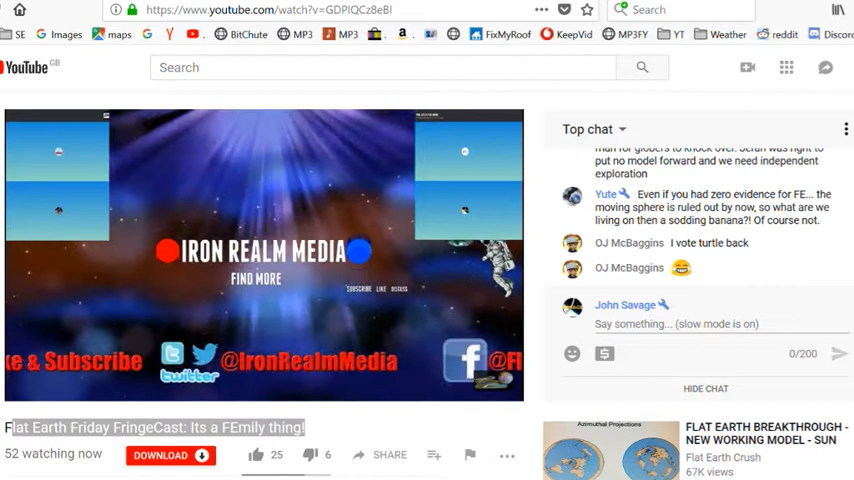 https://www.youtube.com/watch?v=GDPIQCz8eBI
Search
SE Images maps BitChute MP3 MP3 FixMyRoof KeepVid MP3FY YT Weather reddit Discord
YouTube GB
Search
IRON REALM MEDIA
FIND MORE
SUBSCRIBE LIKE DISCUSS
ke & Subscribe twitter @IronRealmMedia @Fl
Flat Earth Friday FringeCast: Its a FEmily thing!
52 watching now
DOWNLOAD
25
6
SHARE
Top chat
man for globers to knock over. Seran was right to
put no model forward and we need independent
exploration
Yute Even if you had zero evidence for FE... the
moving sphere is ruled out by now, so what are we
living on then a sodding banana?! Of course not.
OJ McBaggins I vote turtle back
OJ McBaggins 😂
John Savage
Say something... (slow mode is on)
0/200
HIDE CHAT
Azimuthal Projections
FLAT EARTH BREAKTHROUGH -
NEW WORKING MODEL - SUN
Flat Earth Crush
67K views